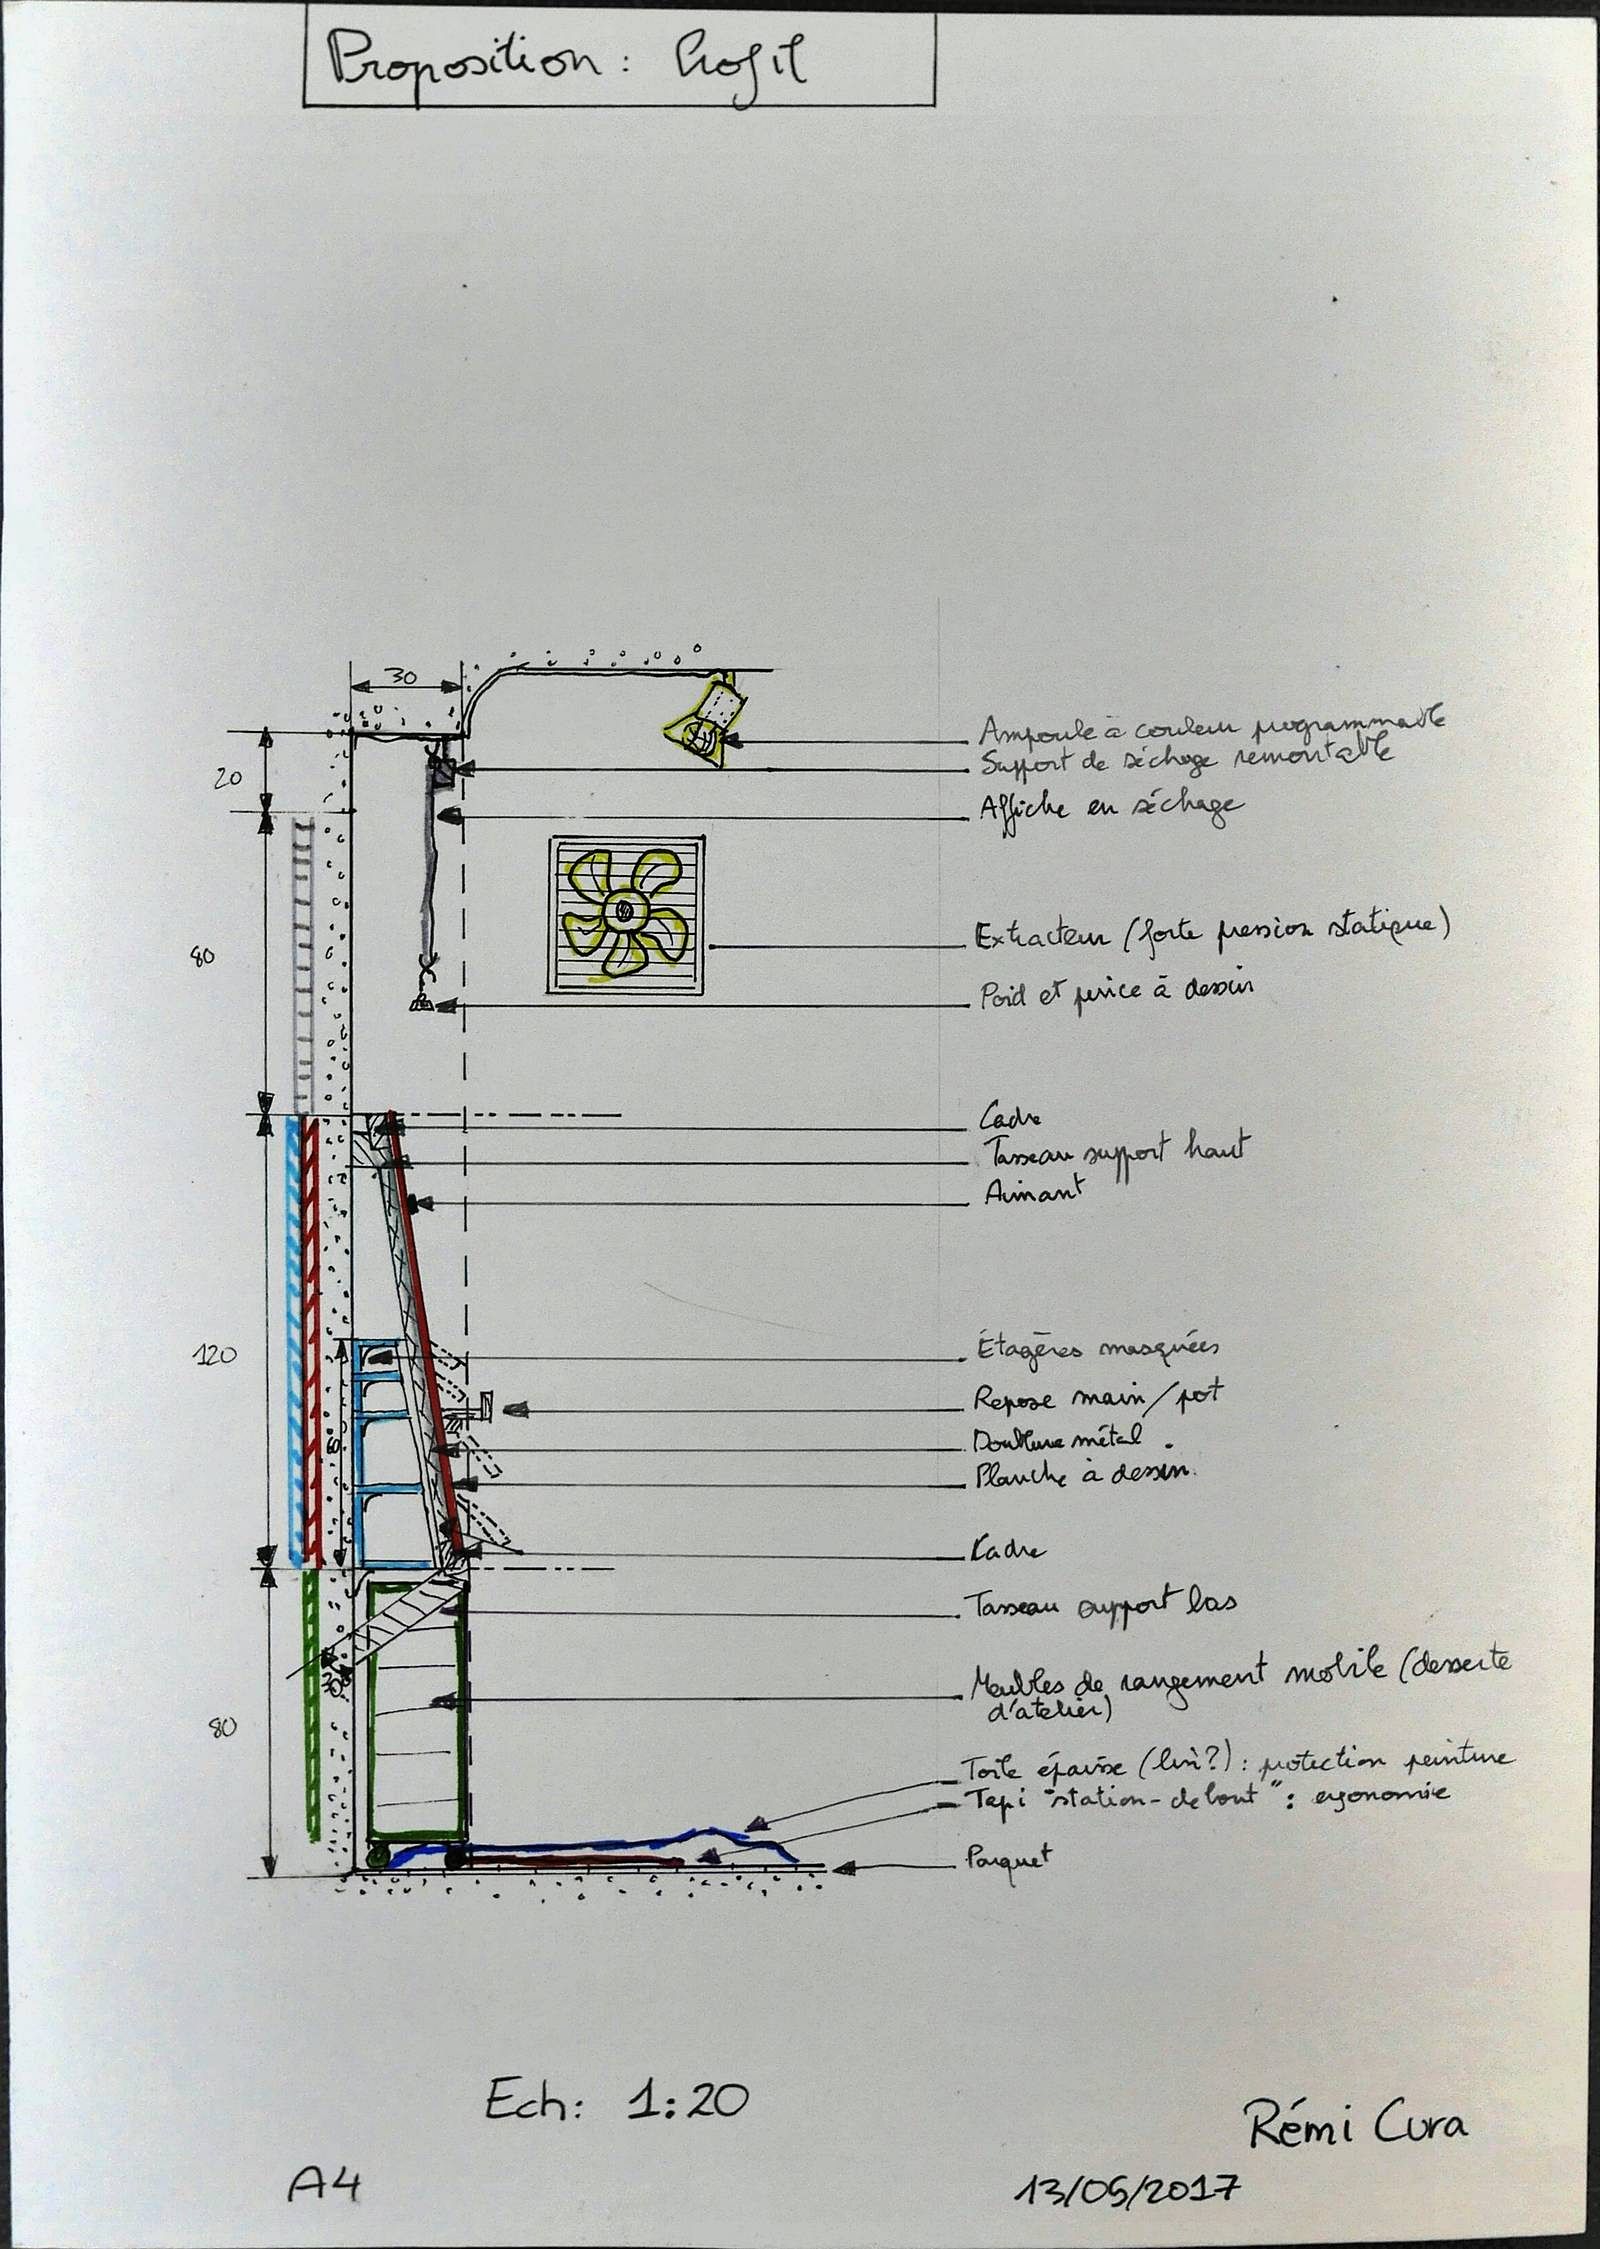 Proposition : Profil
30
Ampoule à couleur programmable
Support de séchage remontable
20
Affiche en séchage
Extracteur (forte pression statique)
80
Poid et pince à dessin
Cadre
Tasseau support haut
Aimant
120
Étagères masquées
Repose main/pot
60
Doublure métal
Planche à dessin
Cadre
Tasseau support bas
Meubles de rangement mobile (desserte
d'atelier)
30
80
Toile épaisse (lin?) : protection peinture
Tapi "station-debout" : ergonomie
Parquet
Ech: 1:20
Rémi Cura
A4
13/05/2017